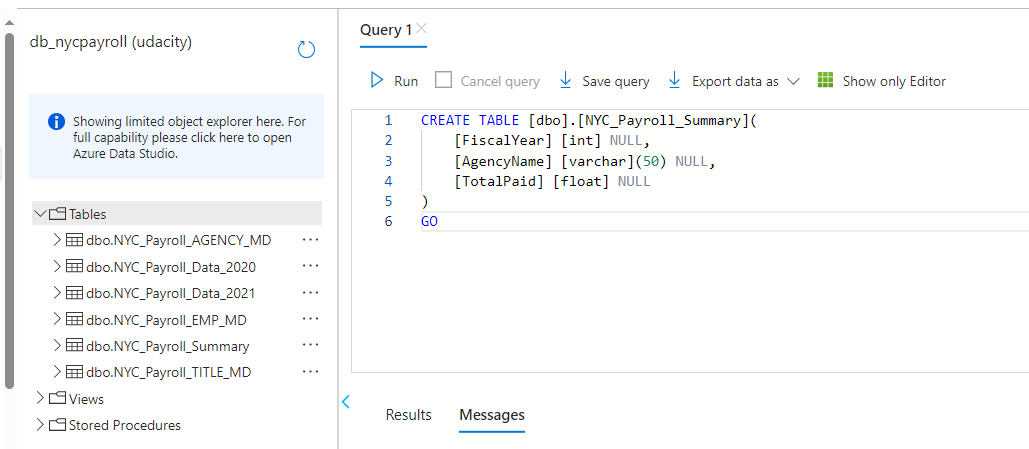 db_nycpayroll (udacity)
Showing limited object explorer here. For
full capability please click here to open
Azure Data Studio.
Tables
dbo.NYC_Payroll_AGENCY_MD
dbo.NYC_Payroll_Data_2020
dbo.NYC_Payroll_Data_2021
dbo.NYC_Payroll_EMP_MD
dbo.NYC_Payroll_Summary
dbo.NYC_Payroll_TITLE_MD
Views
Stored Procedures
Query 1
Run Cancel query Save query Export data as Show only Editor
1 CREATE TABLE [dbo].[NYC_Payroll_Summary](
2 [FiscalYear] [int] NULL,
3 [AgencyName] [varchar](50) NULL,
4 [TotalPaid] [float] NULL
5 )
6 GO
Results Messages